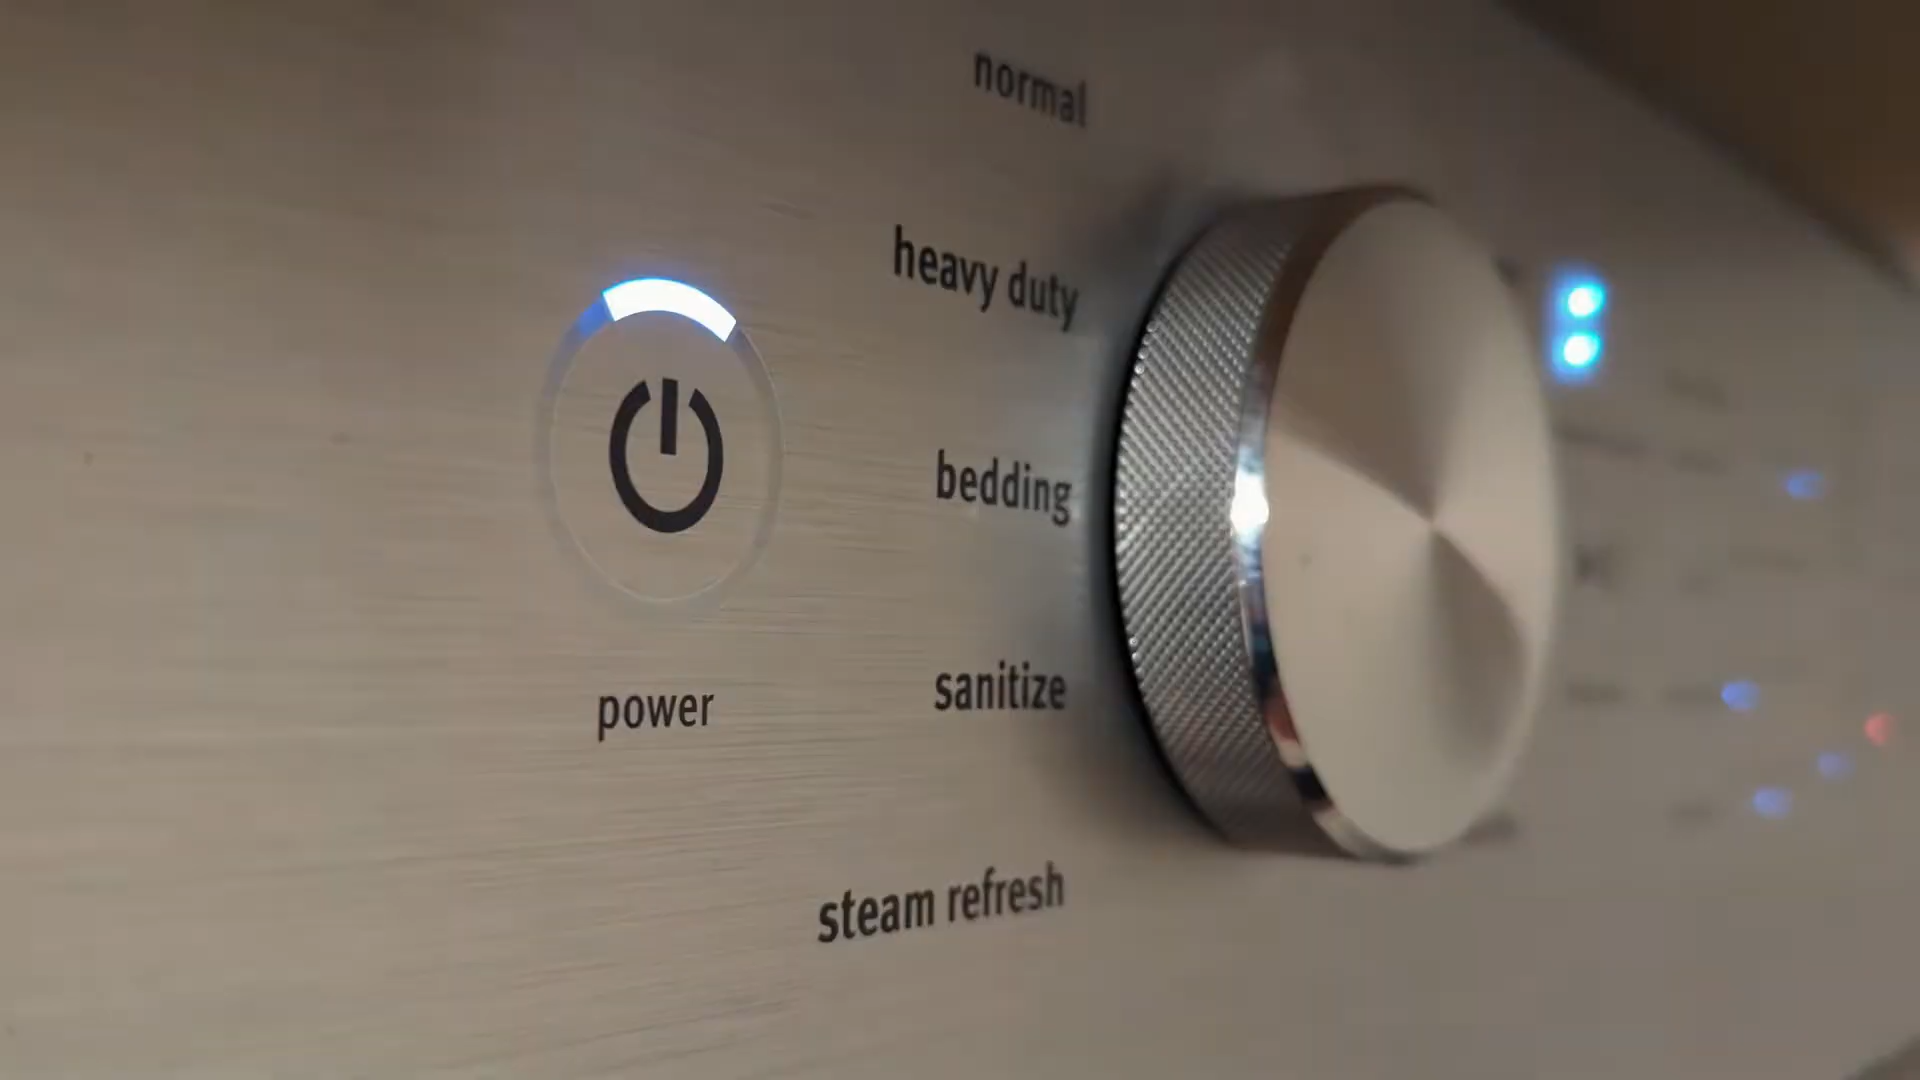 normal
heavy duty
bedding
power
sanitize
steam refresh